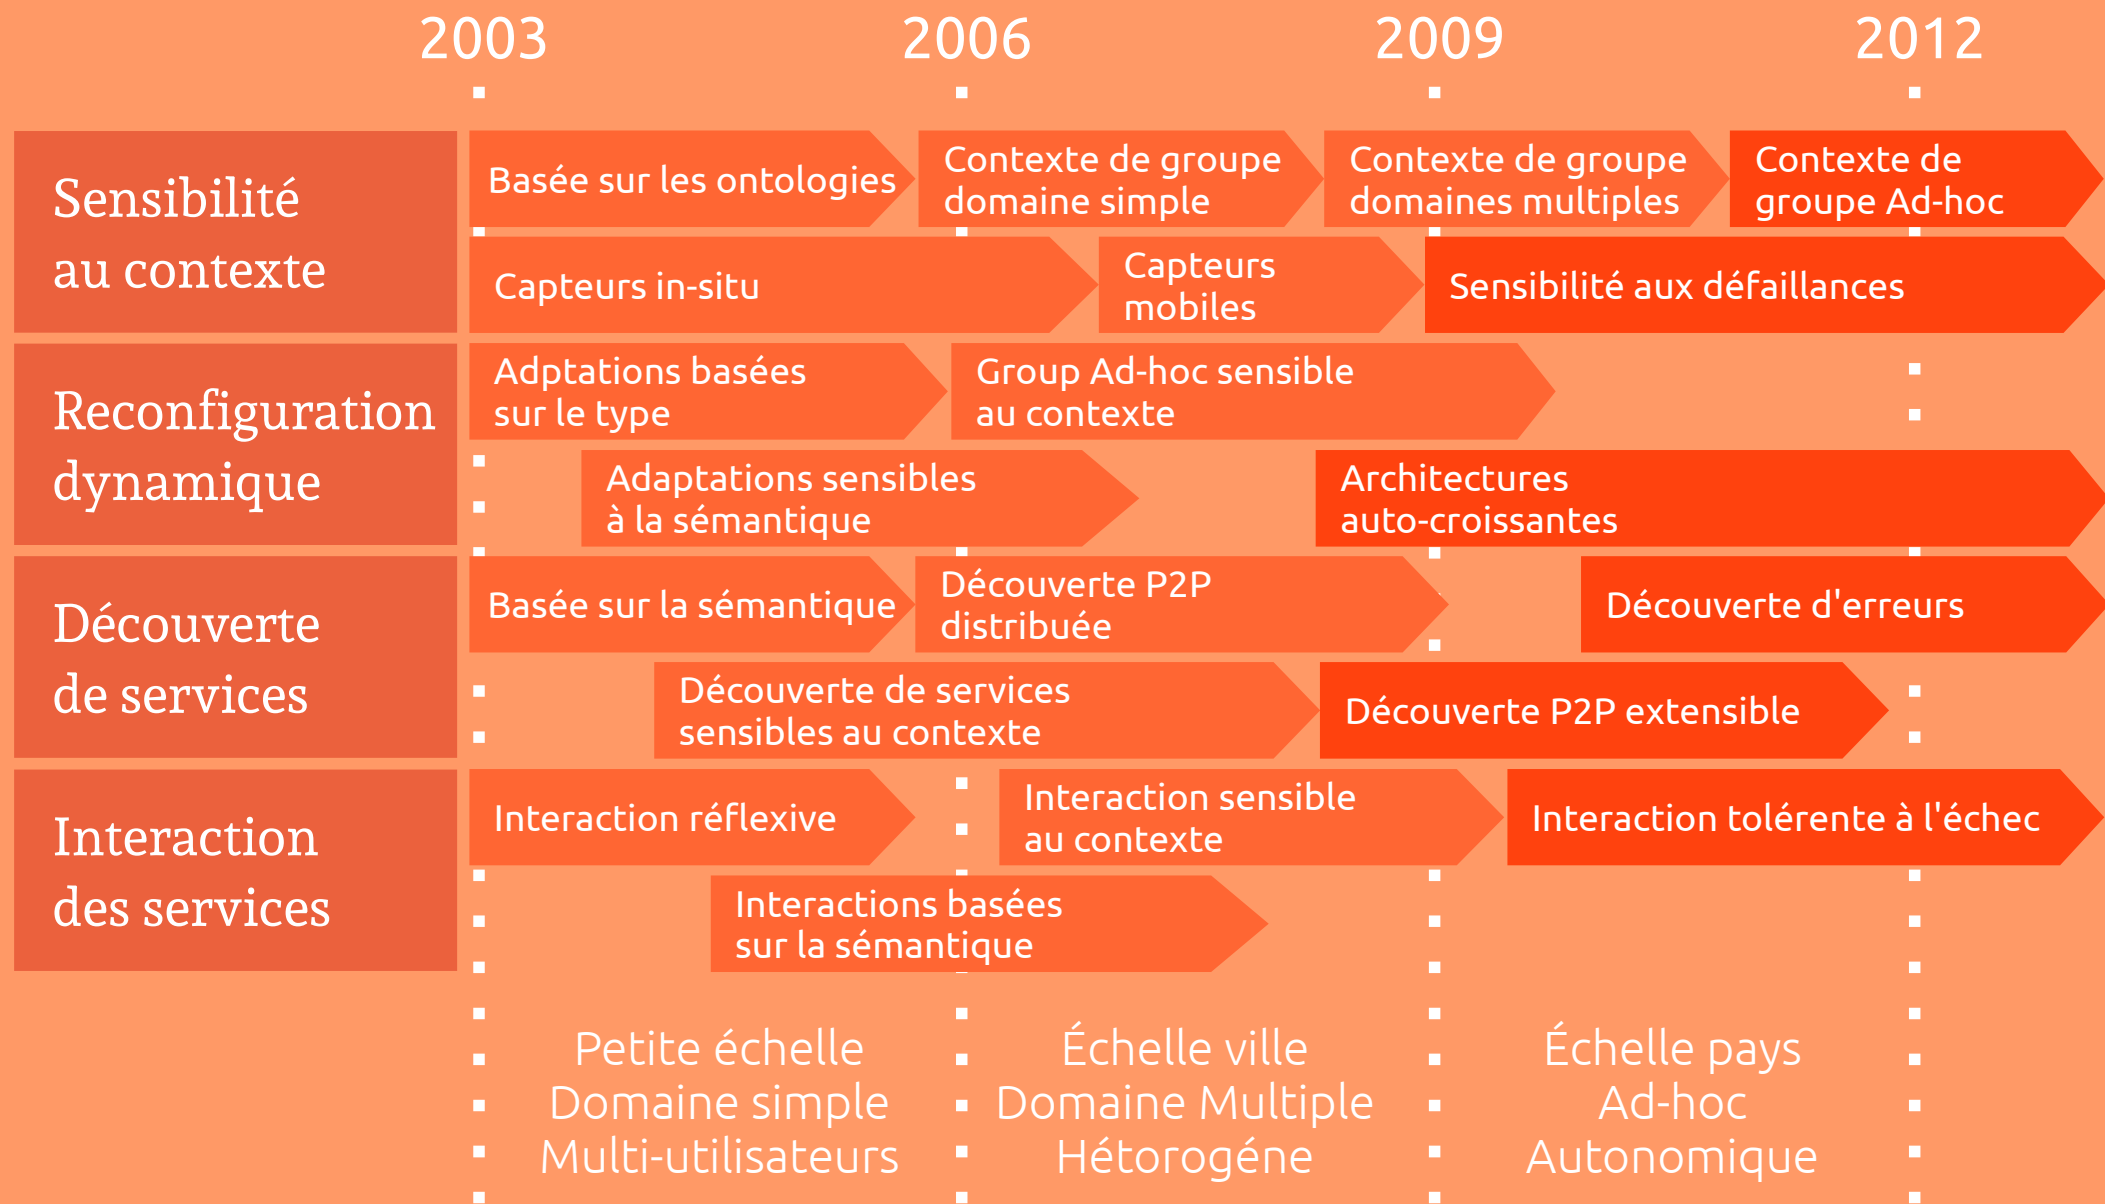 2003
2006
2009
2012
Sensibilité
au contexte
Basée sur les ontologies
Contexte de groupe
domaine simple
Contexte de groupe
domaines multiples
Contexte de
groupe Ad-hoc
Capteurs in-situ
Capteurs
mobiles
Sensibilité aux défaillances
Reconfiguration
dynamique
Adptations basées
sur le type
Group Ad-hoc sensible
au contexte
Adaptations sensibles
à la sémantique
Architectures
auto-croissantes
Découverte
de services
Basée sur la sémantique
Découverte P2P
distribuée
Découverte d'erreurs
Découverte de services
sensibles au contexte
Découverte P2P extensible
Interaction
des services
Interaction réflexive
Interaction sensible
au contexte
Interaction tolérente à l'échec
Interactions basées
sur la sémantique
Petite échelle
Domaine simple
Multi-utilisateurs
Échelle ville
Domaine Multiple
Hétorogéne
Échelle pays
Ad-hoc
Autonomique